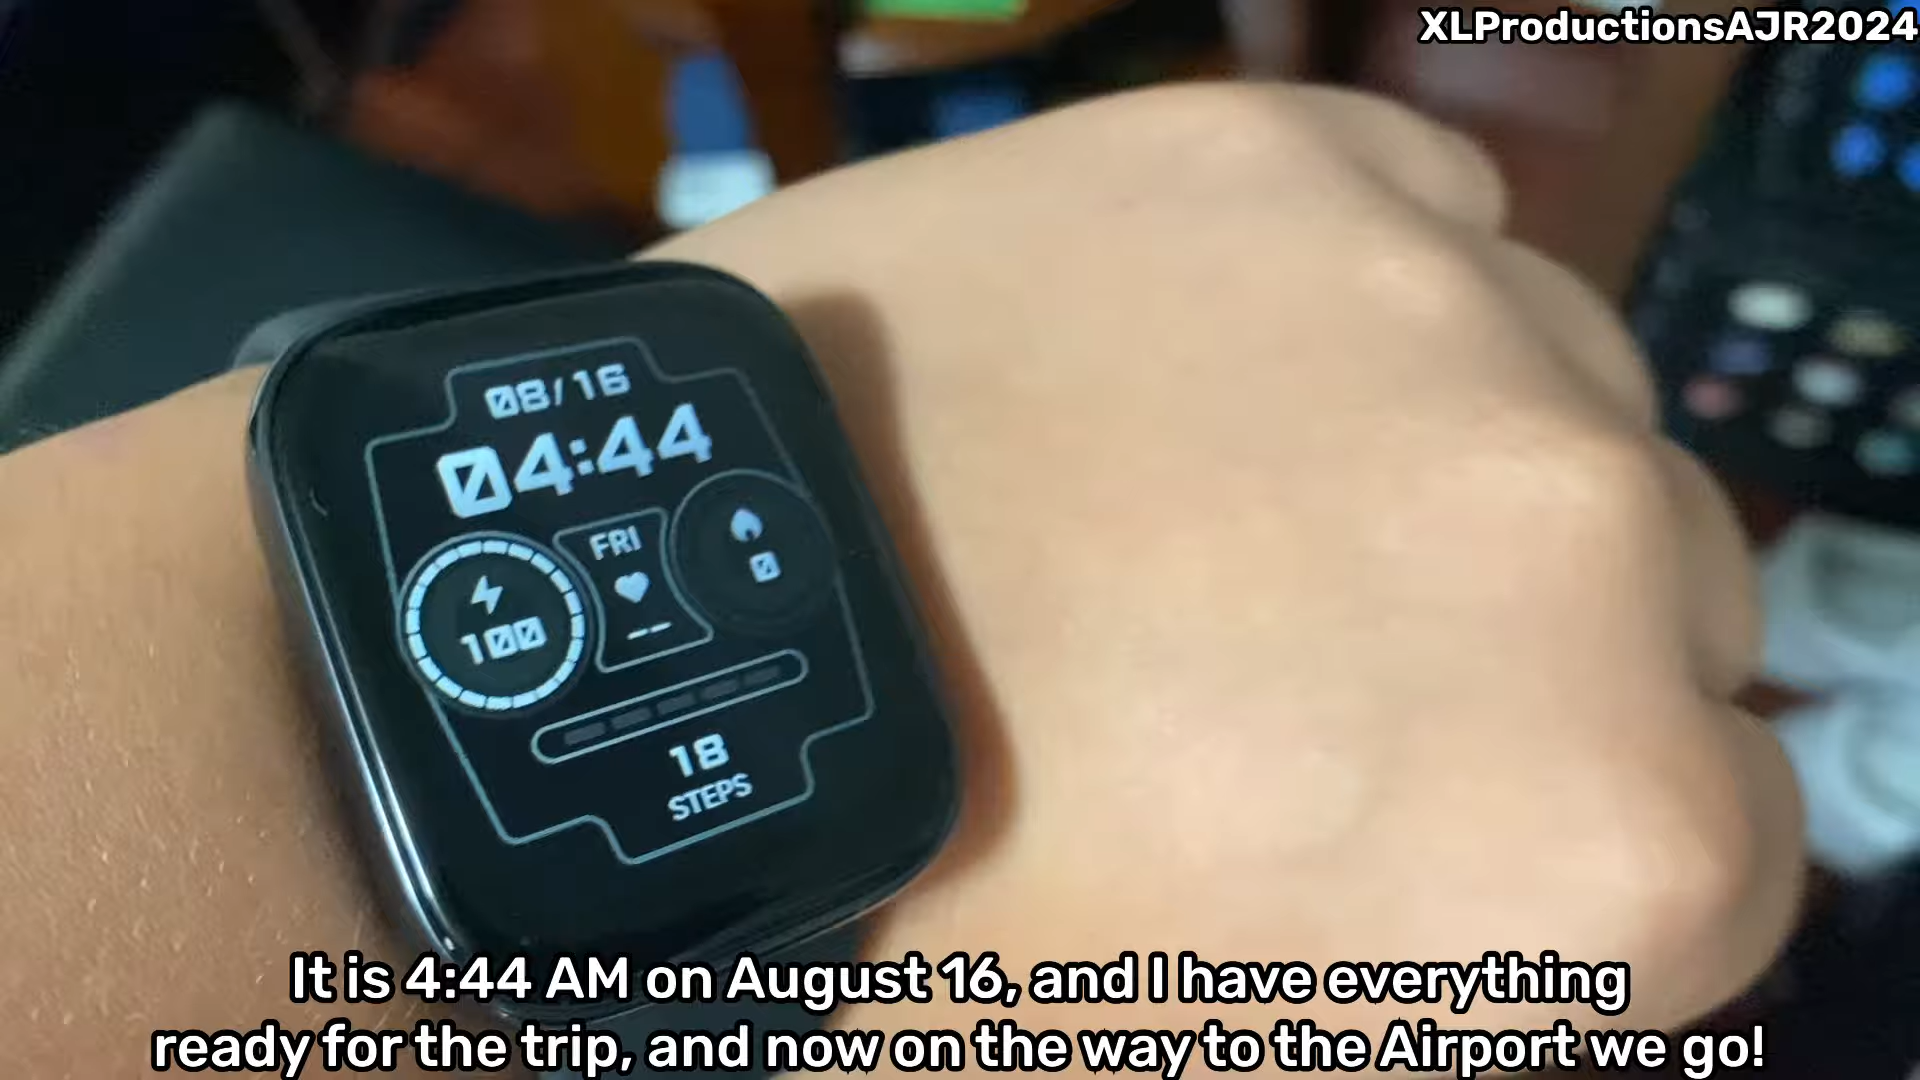 XLProductionsAJR2024
08/16
04:44
FRI
0
100
--
18
STEPS
It is 4:44 AM on August 16, and I have everything
ready for the trip, and now on the way to the Airport we go!